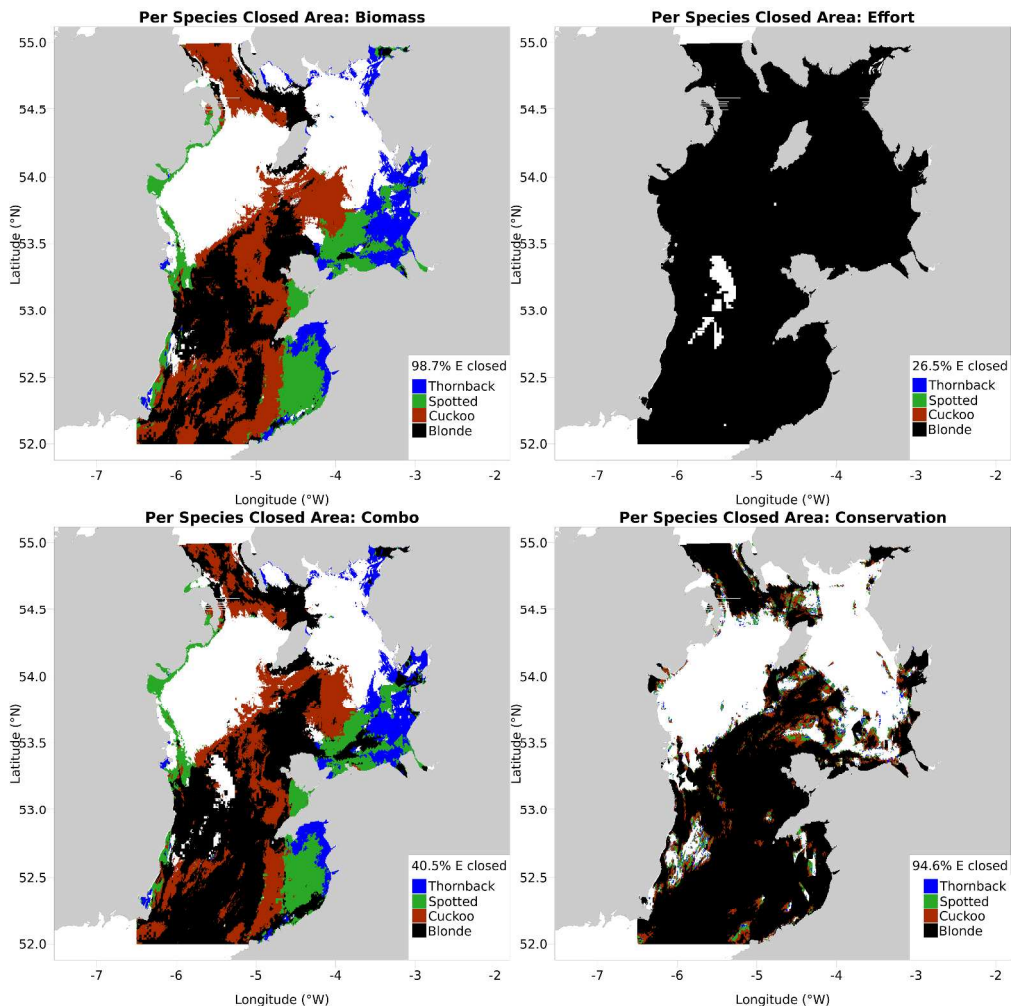 Per Species Closed Area: Biomass
55.0
54.5
54.0
53.5
53.0
52.5
52.0
Latitude (°N)
98.7% E closed
Thornback
Spotted
Cuckoo
Blonde
-7 -6 -5 -4 -3 -2
Longitude (°W)
Per Species Closed Area: Effort
55.0
54.5
54.0
53.5
53.0
52.5
52.0
Latitude (°N)
26.5% E closed
Thornback
Spotted
Cuckoo
Blonde
-7 -6 -5 -4 -3 -2
Longitude (°W)
Per Species Closed Area: Combo
55.0
54.5
54.0
53.5
53.0
52.5
52.0
Latitude (°N)
40.5% E closed
Thornback
Spotted
Cuckoo
Blonde
-7 -6 -5 -4 -3 -2
Longitude (°W)
Per Species Closed Area: Conservation
55.0
54.5
54.0
53.5
53.0
52.5
52.0
Latitude (°N)
94.6% E closed
Thornback
Spotted
Cuckoo
Blonde
-7 -6 -5 -4 -3 -2
Longitude (°W)